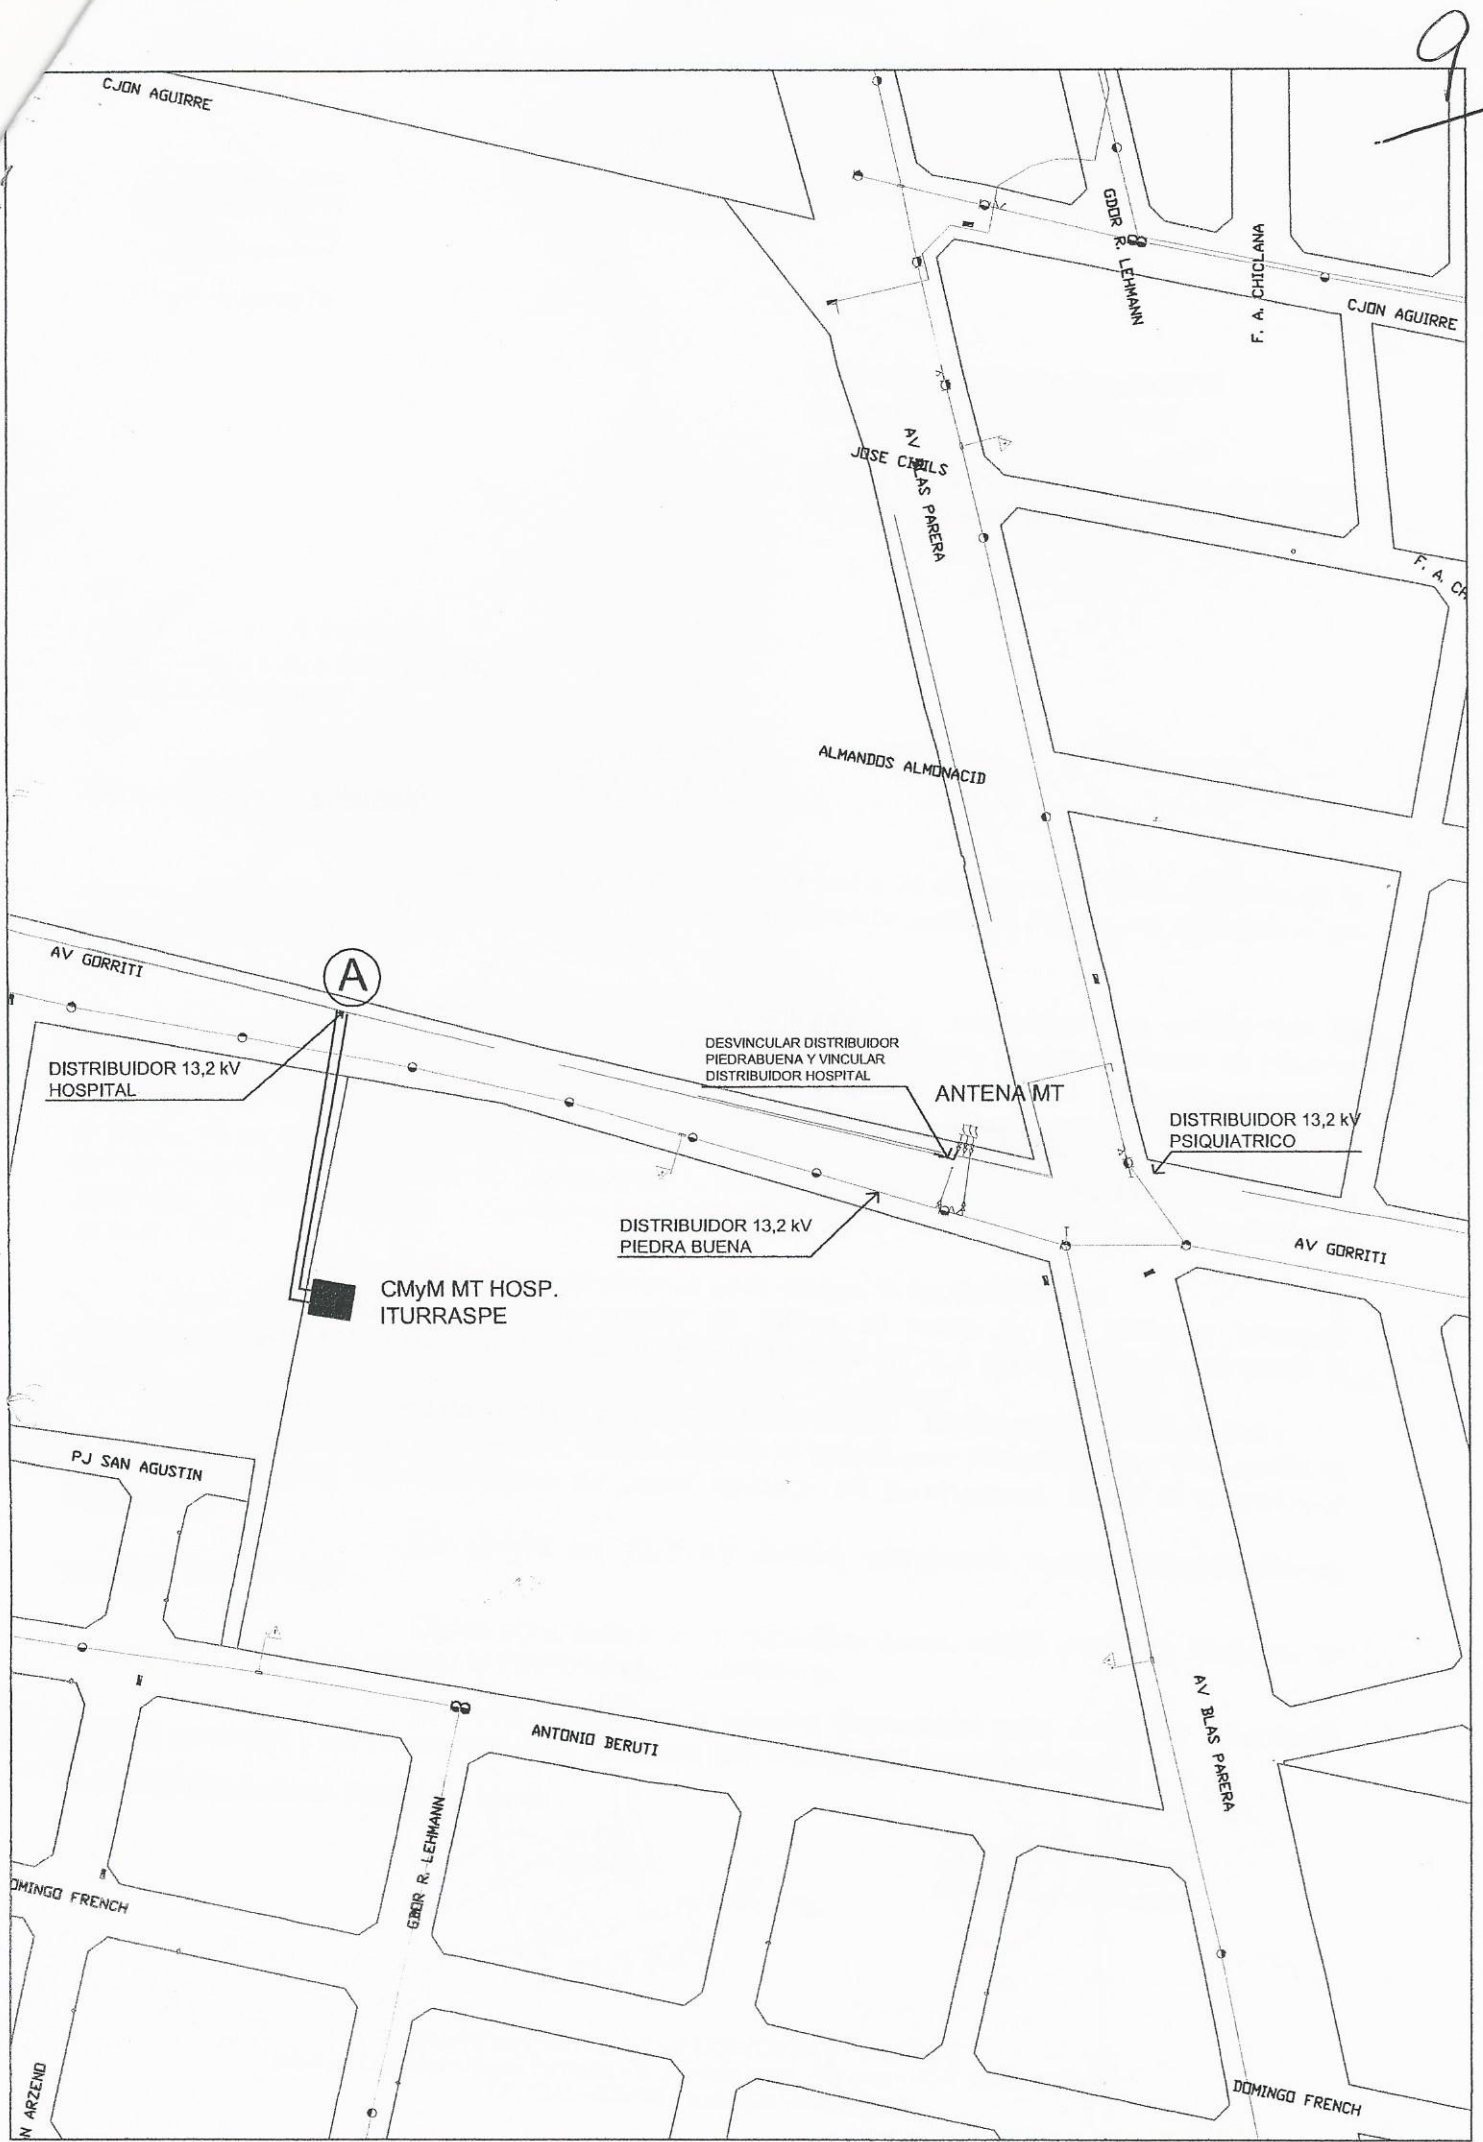 9
CJON AGUIRRE
GDOR R. LEHMANN
F. A. CHICLANA
CJON AGUIRRE
AV BLAS PARERA
JOSE
F. A. CA
ALMANDOS ALMONACID
AV GORRITI
A
DISTRIBUIDOR 13,2 kV
HOSPITAL
DESVINCULAR DISTRIBUIDOR
PIEDRABUENA Y VINCULAR
DISTRIBUIDOR HOSPITAL
ANTENA MT
DISTRIBUIDOR 13,2 kV
PSIQUIATRICO
DISTRIBUIDOR 13,2 kV
PIEDRA BUENA
AV GORRITI
CMyM MT HOSP.
ITURRASPE
PJ SAN AGUSTIN
ANTONIO BERUTI
AV BLAS PARERA
GDOR R. LEHMANN
OMINGO FRENCH
N ARZENO
DOMINGO FRENCH